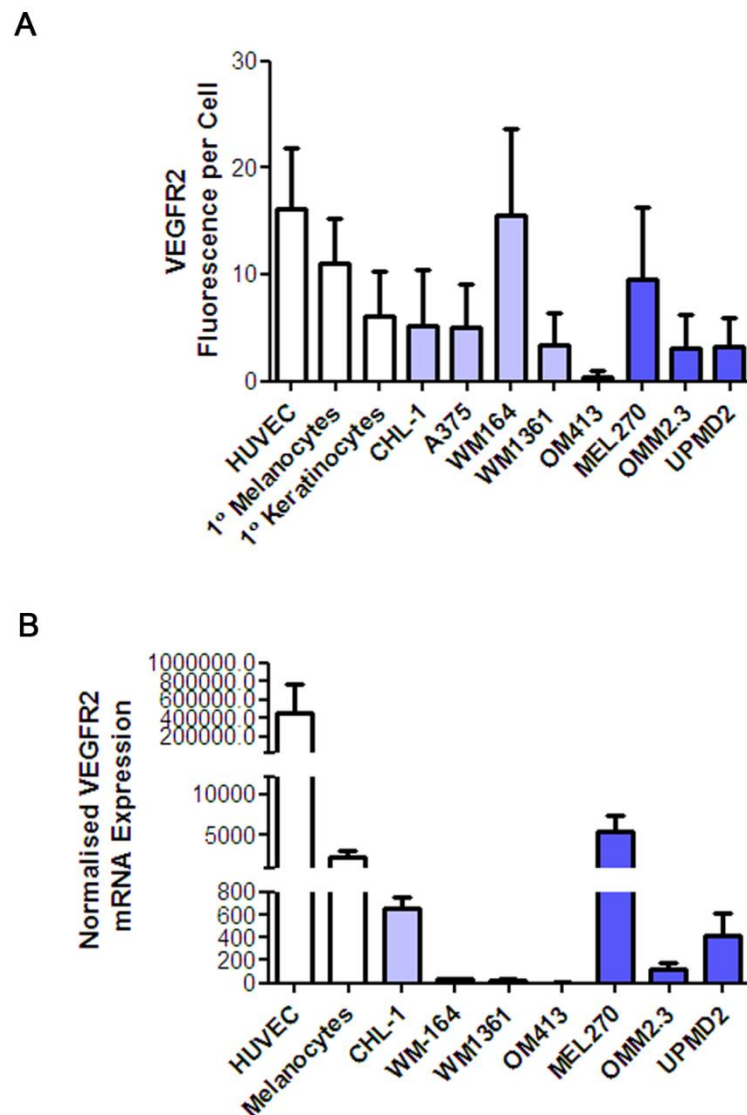 A
VEGFR2
Fluorescence per Cell
30
20
10
0
HUVEC
1º Melanocytes
1º Keratinocytes
CHL-1
A375
WM164
WM1361
OM413
MEL270
OMM2.3
UPMD2
B
Normalised VEGFR2
mRNA Expression
1000000.0
800000.0
600000.0
400000.0
200000.0
10000
5000
800
600
400
200
0
HUVEC
Melanocytes
CHL-1
WM-164
WM1361
OM413
MEL270
OMM2.3
UPMD2